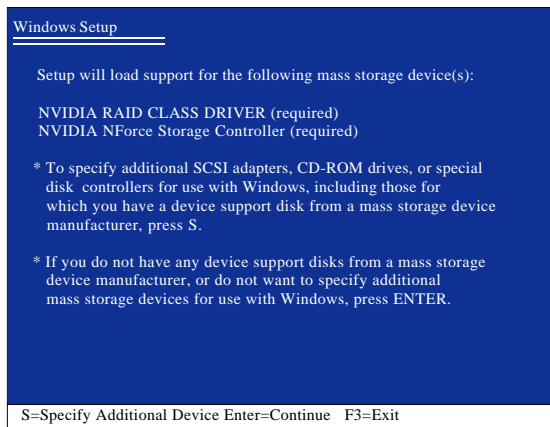 Windows Setup
Setup will load support for the following mass storage device(s):
NVIDIA RAID CLASS DRIVER (required)
NVIDIA NForce Storage Controller (required)
* To specify additional SCSI adapters, CD-ROM drives, or special
disk controllers for use with Windows, including those for
which you have a device support disk from a mass storage device
manufacturer, press S.
* If you do not have any device support disks from a mass storage
device manufacturer, or do not want to specify additional
mass storage devices for use with Windows, press ENTER.
S=Specify Additional Device Enter=Continue F3=Exit